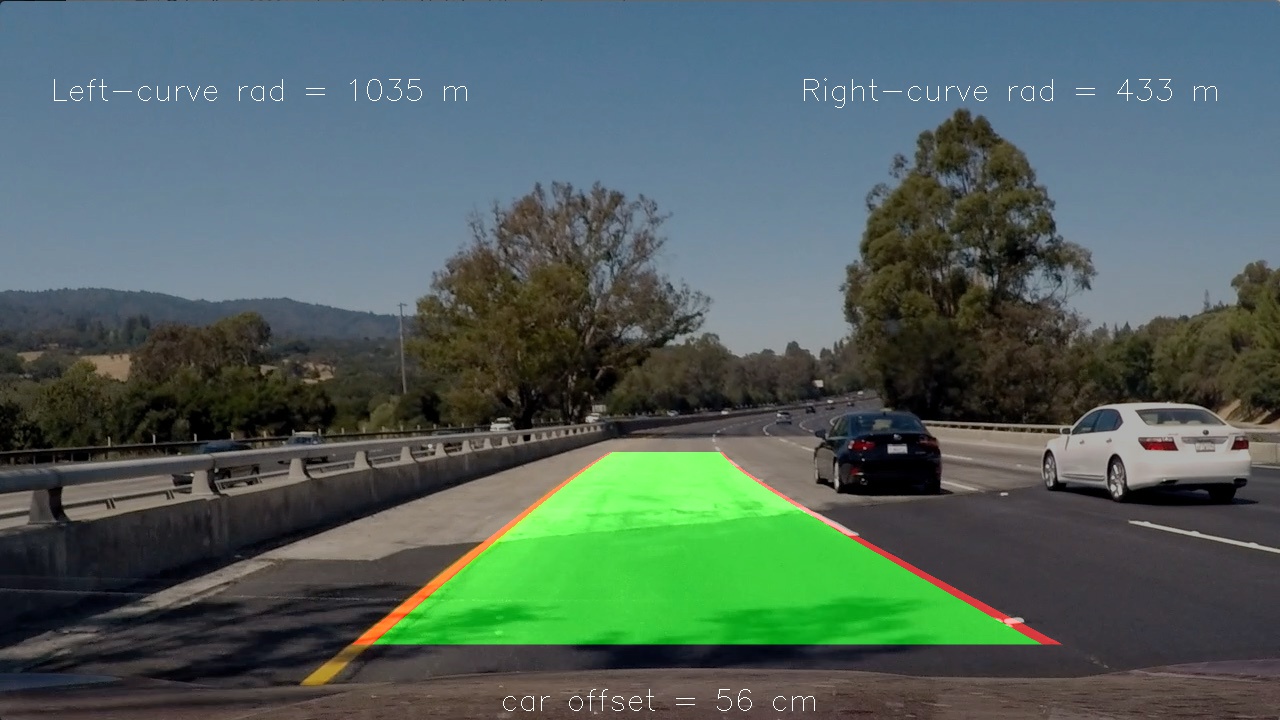 Left-curve rad = 1035 m
Right-curve rad = 433 m
car offset = 56 cm